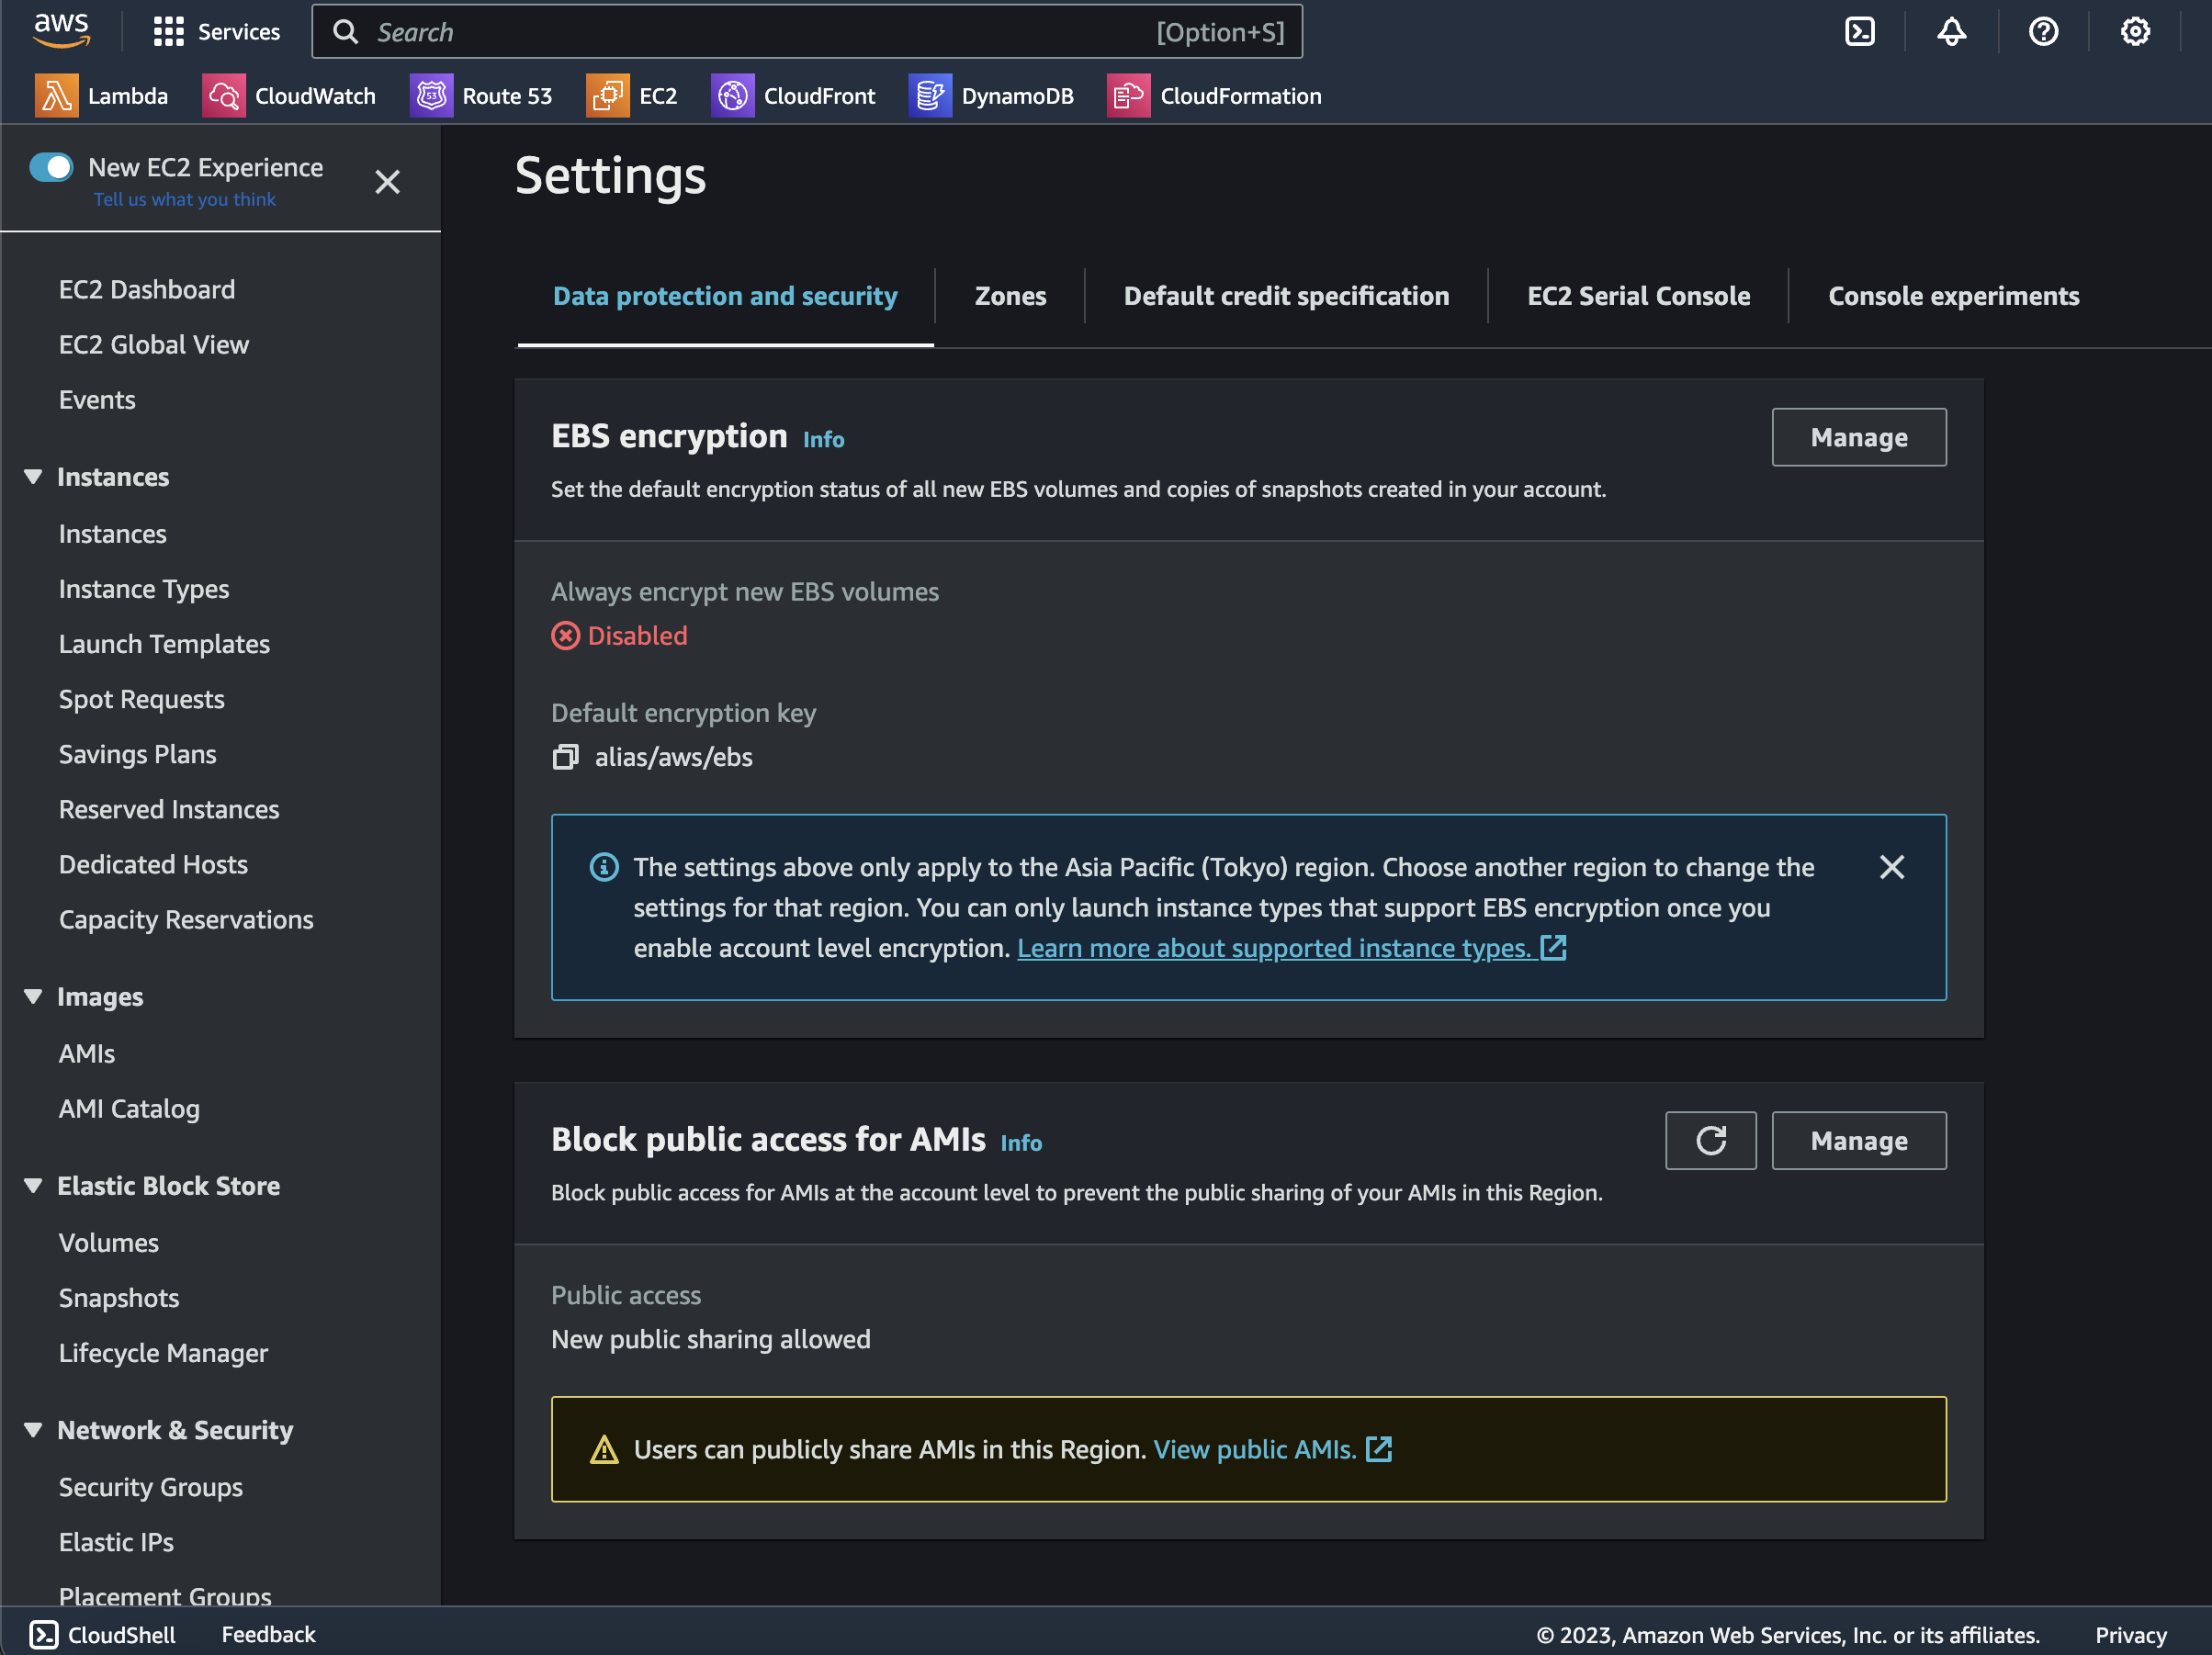 aws
Services
Search [Option+S]
Lambda
CloudWatch
53
Route 53
EC2
CloudFront
DynamoDB
CloudFormation
New EC2 Experience
Tell us what you think
EC2 Dashboard
EC2 Global View
Events
Instances
Instances
Instance Types
Launch Templates
Spot Requests
Savings Plans
Reserved Instances
Dedicated Hosts
Capacity Reservations
Images
AMIs
AMI Catalog
Elastic Block Store
Volumes
Snapshots
Lifecycle Manager
Network & Security
Security Groups
Elastic IPs
Placement Groups
Settings
Data protection and security
Zones
Default credit specification
EC2 Serial Console
Console experiments
EBS encryption Info
Manage
Set the default encryption status of all new EBS volumes and copies of snapshots created in your account.
Always encrypt new EBS volumes
Disabled
Default encryption key
alias/aws/ebs
The settings above only apply to the Asia Pacific (Tokyo) region. Choose another region to change the
settings for that region. You can only launch instance types that support EBS encryption once you
enable account level encryption. Learn more about supported instance types.
Block public access for AMIs Info
Manage
Block public access for AMIs at the account level to prevent the public sharing of your AMIs in this Region.
Public access
New public sharing allowed
Users can publicly share AMIs in this Region. View public AMIs.
CloudShell
Feedback
© 2023, Amazon Web Services, Inc. or its affiliates.
Privacy